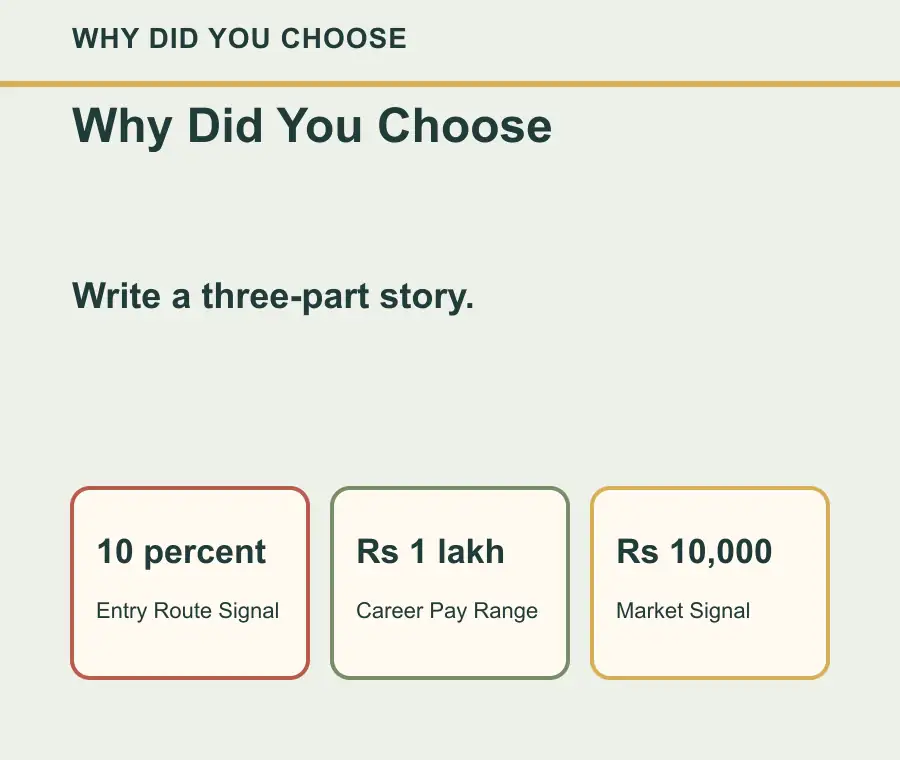 WHY DID YOU CHOOSE
Why Did You Choose
Write a three-part story.
10 percent
Entry Route Signal
Rs 1 lakh
Career Pay Range
Rs 10,000
Market Signal